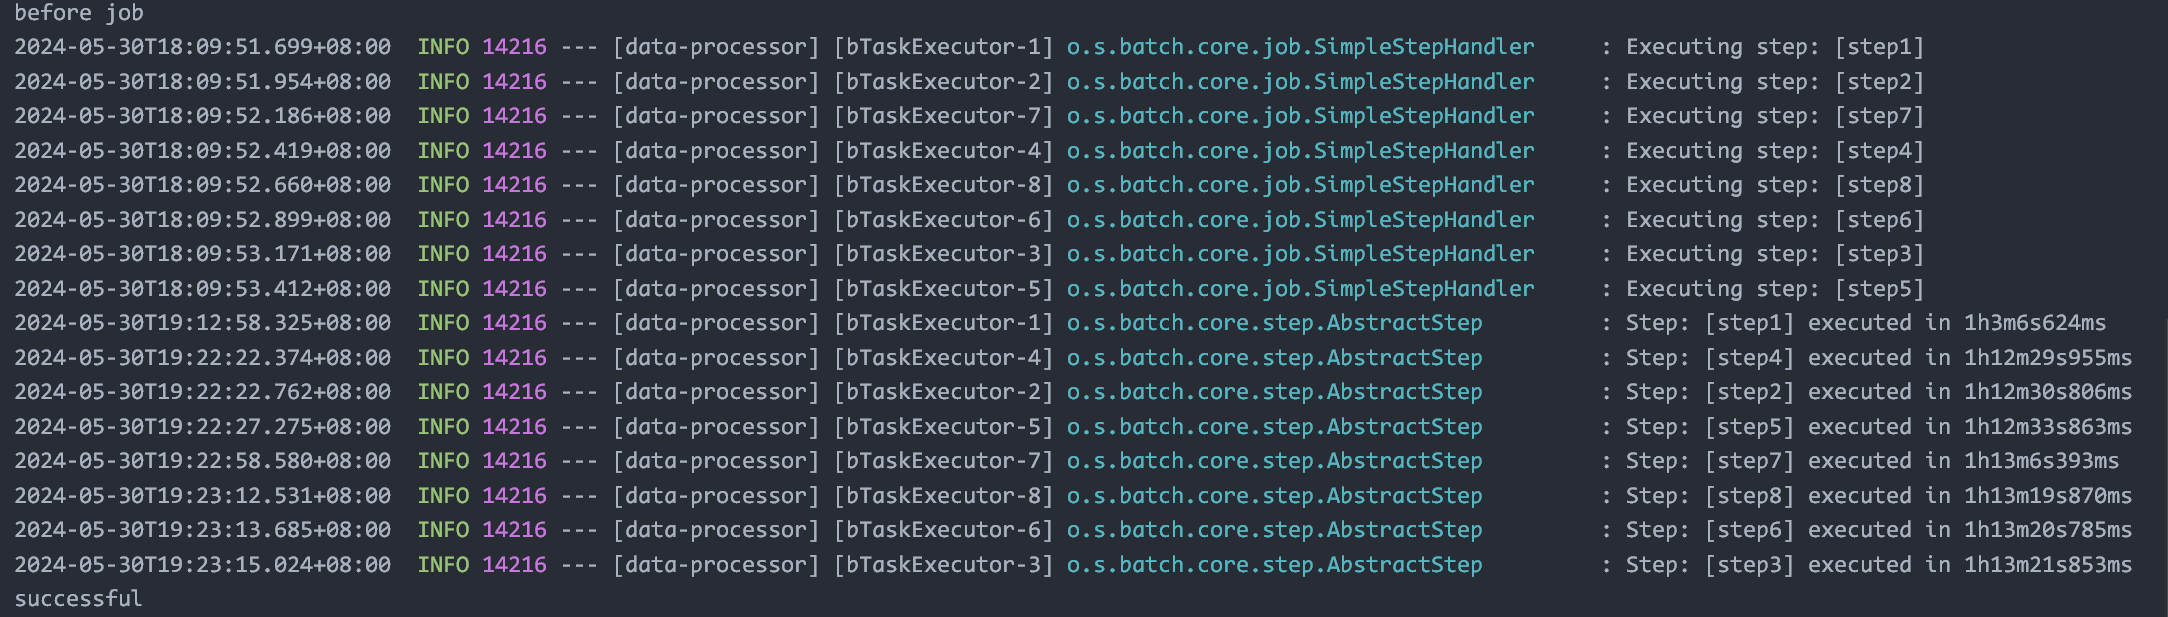 before job
2024-05-30T18:09:51.699+08:00  INFO 14216 --- [data-processor] [bTaskExecutor-1] o.s.batch.core.job.SimpleStepHandler     : Executing step: [step1]
2024-05-30T18:09:51.954+08:00  INFO 14216 --- [data-processor] [bTaskExecutor-2] o.s.batch.core.job.SimpleStepHandler     : Executing step: [step2]
2024-05-30T18:09:52.186+08:00  INFO 14216 --- [data-processor] [bTaskExecutor-7] o.s.batch.core.job.SimpleStepHandler     : Executing step: [step7]
2024-05-30T18:09:52.419+08:00  INFO 14216 --- [data-processor] [bTaskExecutor-4] o.s.batch.core.job.SimpleStepHandler     : Executing step: [step4]
2024-05-30T18:09:52.660+08:00  INFO 14216 --- [data-processor] [bTaskExecutor-8] o.s.batch.core.job.SimpleStepHandler     : Executing step: [step8]
2024-05-30T18:09:52.899+08:00  INFO 14216 --- [data-processor] [bTaskExecutor-6] o.s.batch.core.job.SimpleStepHandler     : Executing step: [step6]
2024-05-30T18:09:53.171+08:00  INFO 14216 --- [data-processor] [bTaskExecutor-3] o.s.batch.core.job.SimpleStepHandler     : Executing step: [step3]
2024-05-30T18:09:53.412+08:00  INFO 14216 --- [data-processor] [bTaskExecutor-5] o.s.batch.core.job.SimpleStepHandler     : Executing step: [step5]
2024-05-30T19:12:58.325+08:00  INFO 14216 --- [data-processor] [bTaskExecutor-1] o.s.batch.core.step.AbstractStep         : Step: [step1] executed in 1h3m6s624ms
2024-05-30T19:22:22.374+08:00  INFO 14216 --- [data-processor] [bTaskExecutor-4] o.s.batch.core.step.AbstractStep         : Step: [step4] executed in 1h12m29s955ms
2024-05-30T19:22:22.762+08:00  INFO 14216 --- [data-processor] [bTaskExecutor-2] o.s.batch.core.step.AbstractStep         : Step: [step2] executed in 1h12m30s806ms
2024-05-30T19:22:27.275+08:00  INFO 14216 --- [data-processor] [bTaskExecutor-5] o.s.batch.core.step.AbstractStep         : Step: [step5] executed in 1h12m33s863ms
2024-05-30T19:22:58.580+08:00  INFO 14216 --- [data-processor] [bTaskExecutor-7] o.s.batch.core.step.AbstractStep         : Step: [step7] executed in 1h13m6s393ms
2024-05-30T19:23:12.531+08:00  INFO 14216 --- [data-processor] [bTaskExecutor-8] o.s.batch.core.step.AbstractStep         : Step: [step8] executed in 1h13m19s870ms
2024-05-30T19:23:13.685+08:00  INFO 14216 --- [data-processor] [bTaskExecutor-6] o.s.batch.core.step.AbstractStep         : Step: [step6] executed in 1h13m20s785ms
2024-05-30T19:23:15.024+08:00  INFO 14216 --- [data-processor] [bTaskExecutor-3] o.s.batch.core.step.AbstractStep         : Step: [step3] executed in 1h13m21s853ms
successful